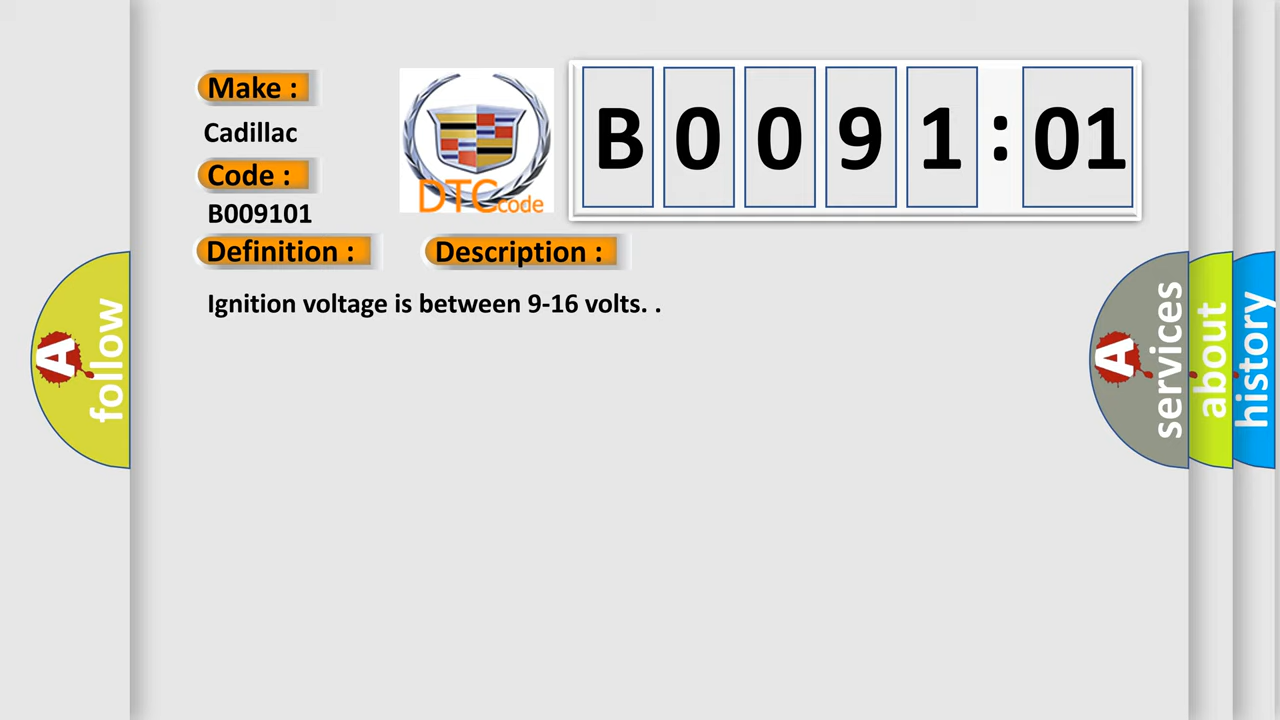 Make :
Cadillac
Code :
B009101
Definition :
Description :
Ignition voltage is between 9-16 volts. .
DTC code
B 0 0 9 1 : 01
A follow
A services
about
history